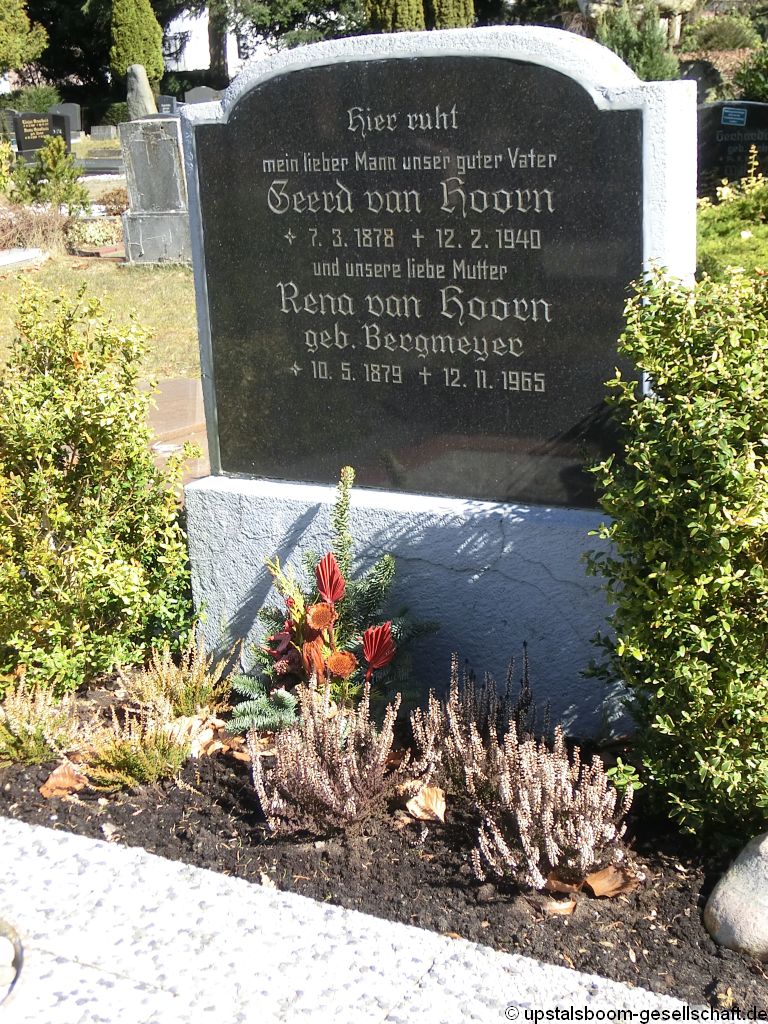 Hier ruht
mein lieber Mann unser guter Vater
Geerd van Hoorn
7. 3. 1878 † 12. 2. 1940
und unsere liebe Mutter
Rena van Hoorn
geb. Bergmeyer
10. 5. 1879 † 12. 11. 1965
© upstalsboom-gesellschaft.de